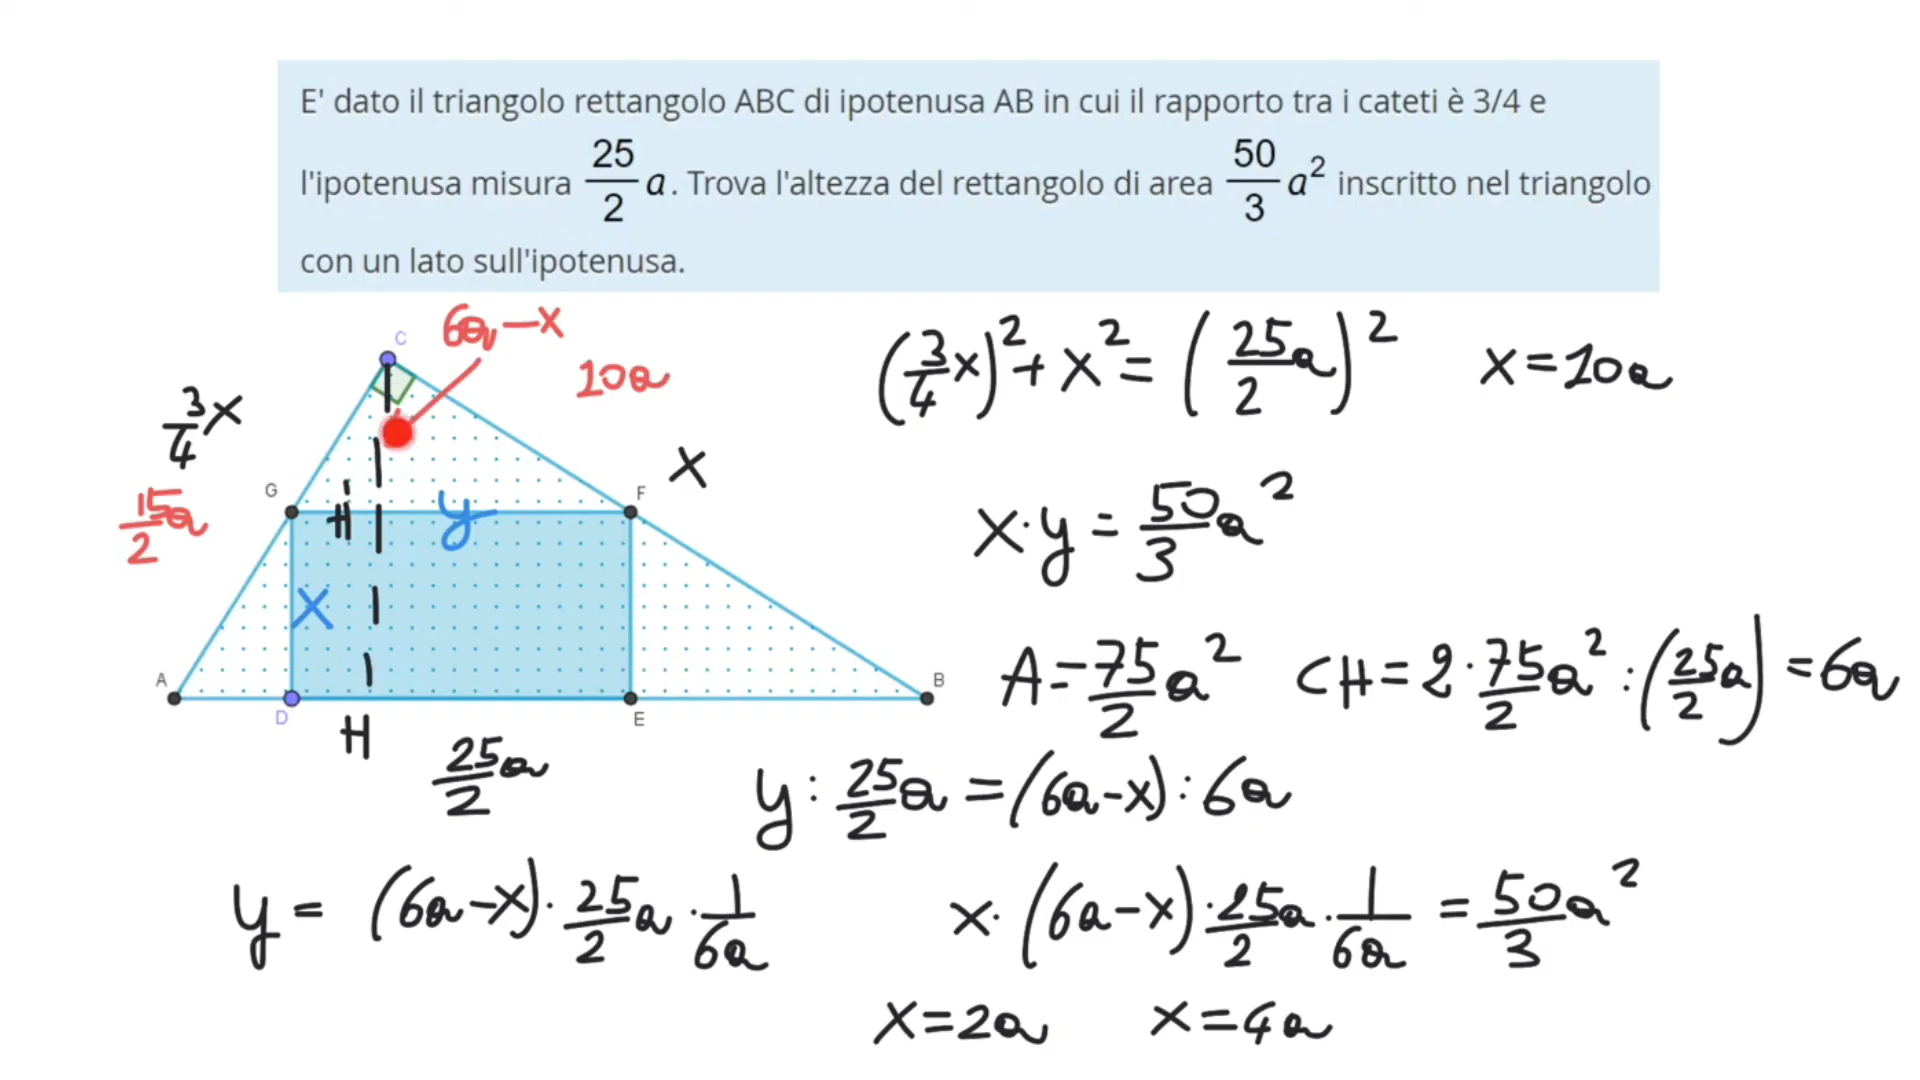 E' dato il triangolo rettangolo ABC di ipotenusa AB in cui il rapporto tra i cateti è 3/4 e
l'ipotenusa misura 25/2 a. Trova l'altezza del rettangolo di area 50/3 a² inscritto nel triangolo
con un lato sull'ipotenusa.
C
6a-x
10a
3/4 x
x
15/2 a
G
H'
y
F
x
A
B
D
H
E
25/2 a
(3/4 x)² + x² = (25/2 a)²
x=10a
x·y = 50/3 a²
A=75/2 a²
CH=2·75/2 a² : (25/2 a) =6a
y : 25/2 a =(6a-x) : 6a
y = (6a-x)·25/2 a·1/6a
x·(6a-x)·25/2 a·1/6a = 50/3 a²
x=2a
x=4a